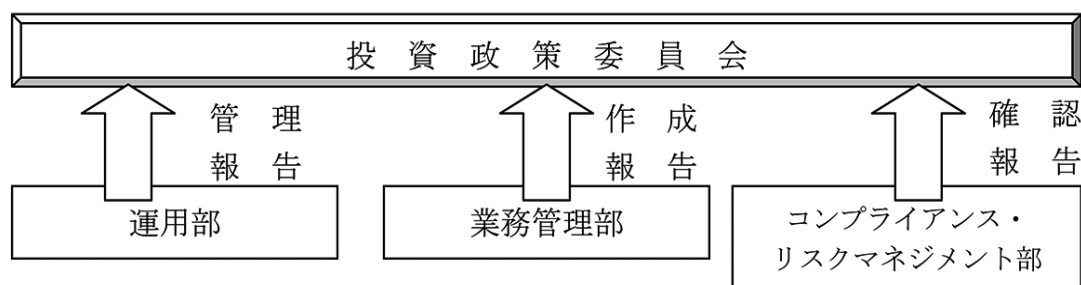 投資政策委員会
管理
報告
作成
報告
確認
報告
運用部
業務管理部
コンプライアンス・
リスクマネジメント部